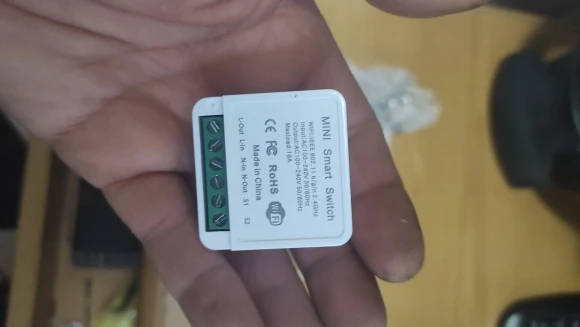 MINI Smart Switch
WIFI:IEEE 802.11 b/g/n 2.4GHz
Input:AC100~240V 50/60Hz
Output:AC100~240V 50/60Hz
Maxload:16A
CE FC RoHS WiFi
Made in China
L-Out L-in N-in N-Out S1 S2